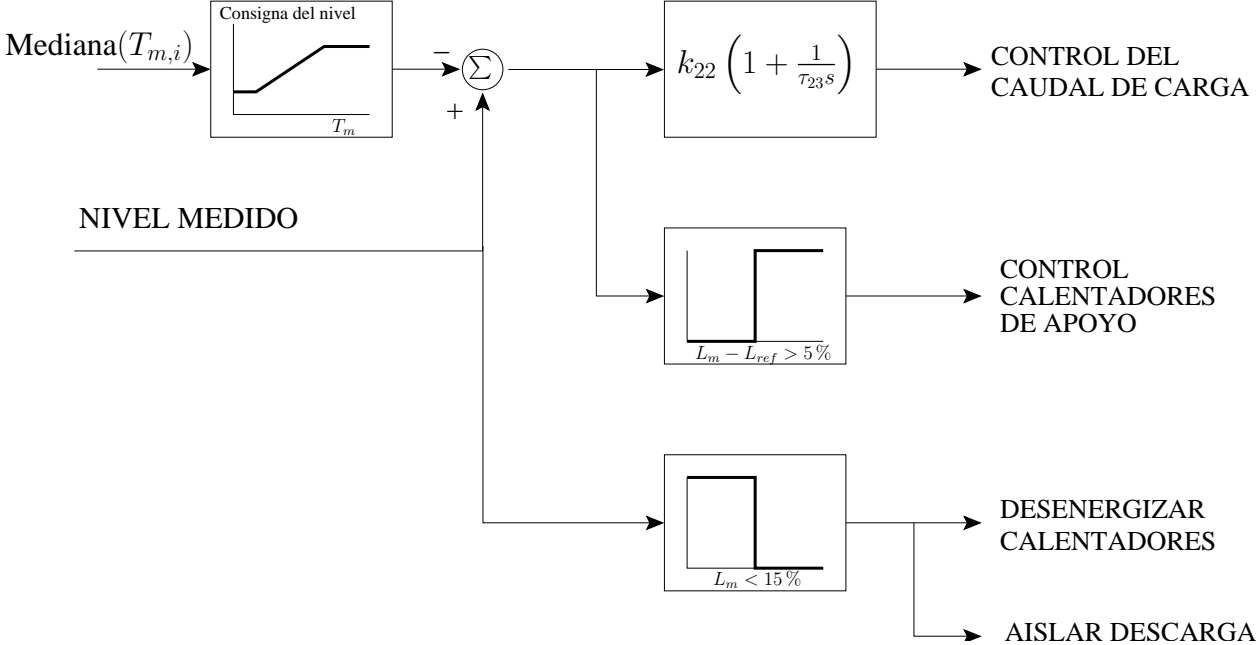 Consigna del nivel
Mediana(T_{m,i})
T_m
−
Σ
+
k_{22} \left(1 + \frac{1}{\tau_{23}s}\right)
CONTROL DEL
CAUDAL DE CARGA
NIVEL MEDIDO
L_m − L_{ref} > 5 %
CONTROL
CALENTADORES
DE APOYO
L_m < 15 %
DESENERGIZAR
CALENTADORES
AISLAR DESCARGA